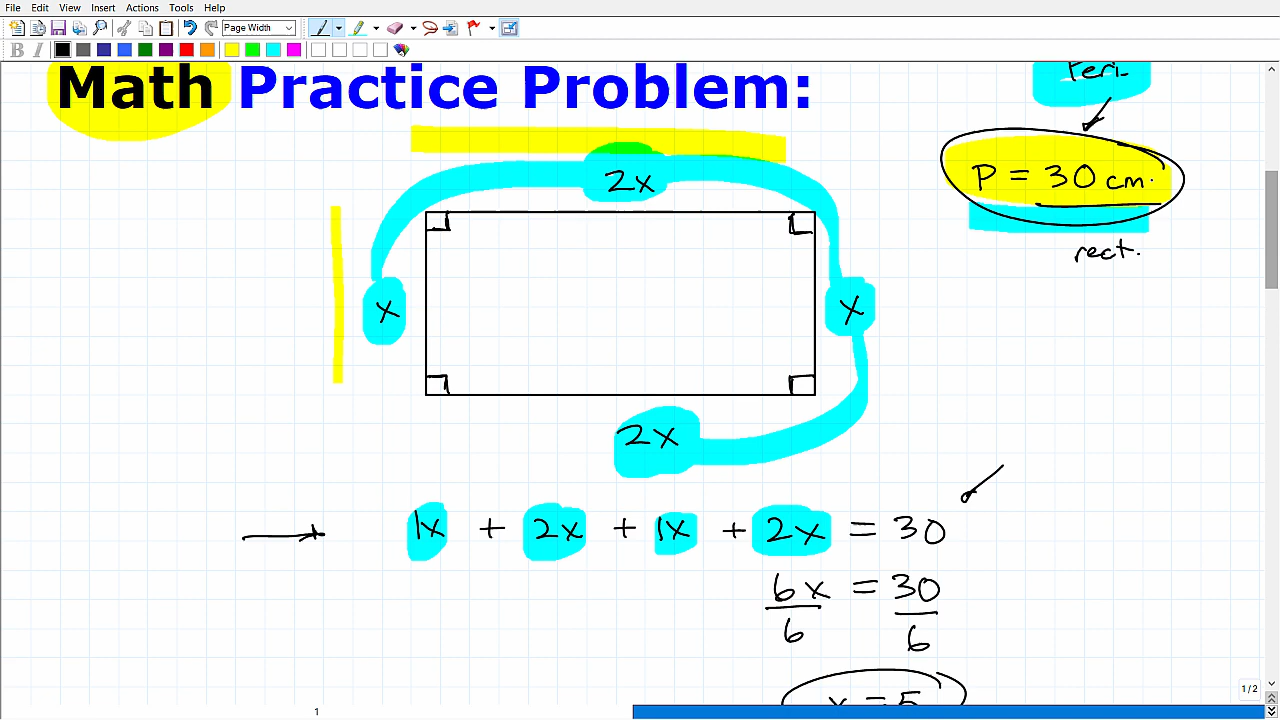 File Edit View Insert Actions Tools Help
Page Width
B I
Math Practice Problem:
Peri.
P = 30 cm.
rect.
2x
x
x
2x
1x + 2x + 1x + 2x = 30
6x = 30
6 6
x = 5
1/2
1